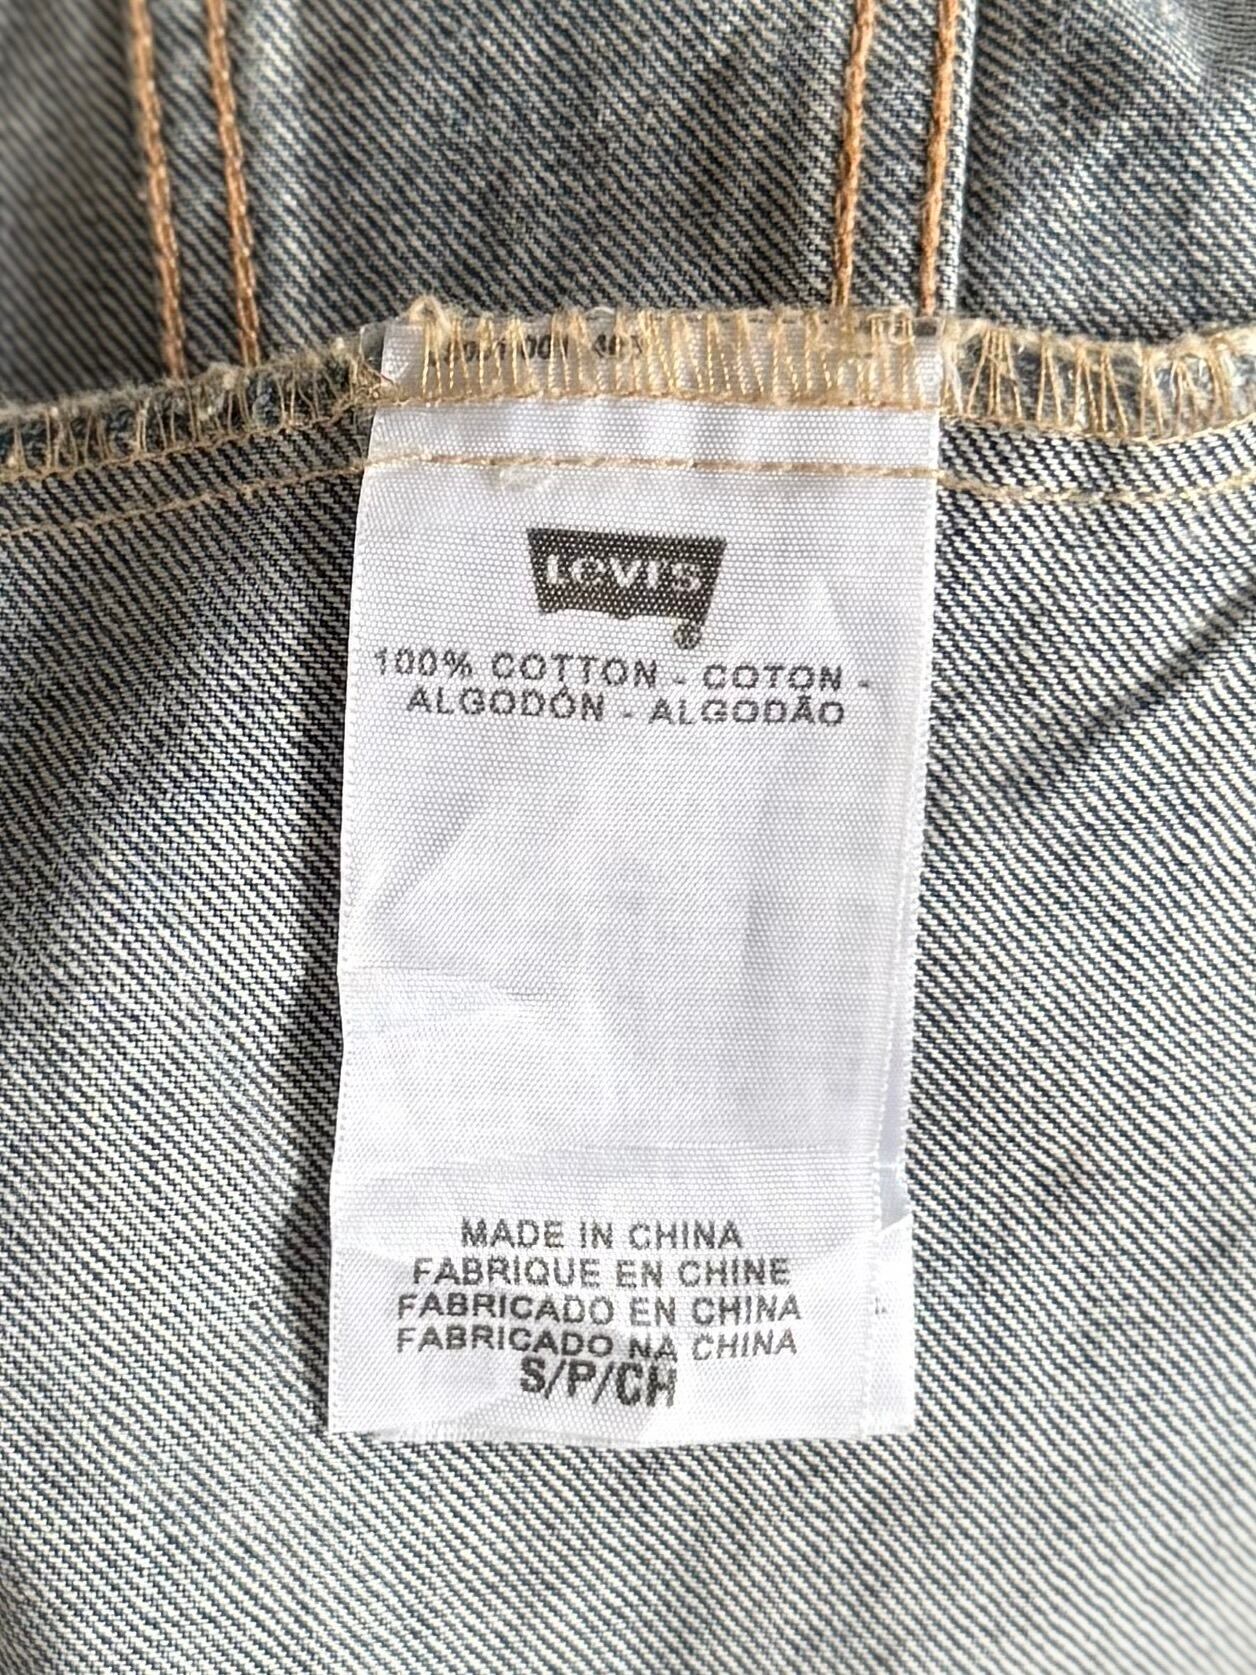 Levi's
®
100% COTTON - COTON -
ALGODÓN - ALGODÃO
MADE IN CHINA
FABRIQUE EN CHINE
FABRICADO EN CHINA
FABRICADO NA CHINA
S/P/CH